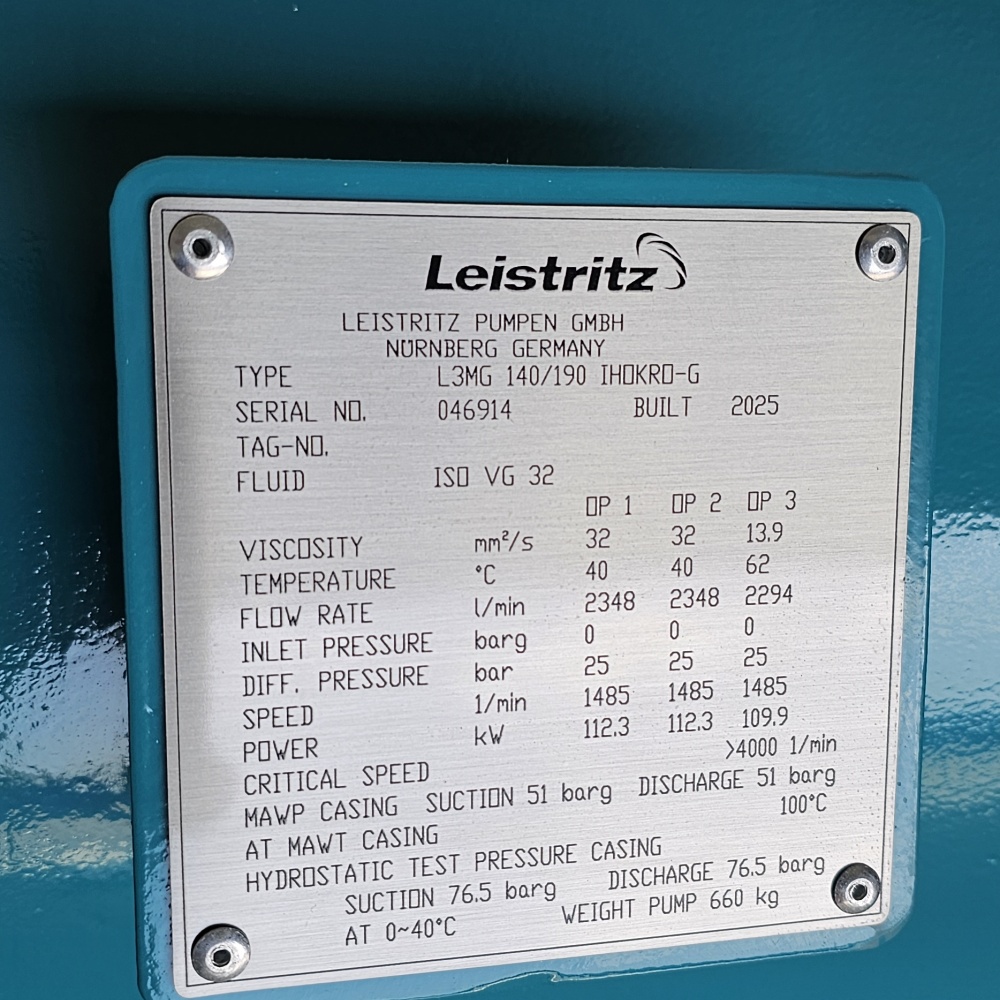 Leistritz
LEISTRITZ PUMPEN GMBH
NÜRNBERG GERMANY
TYPE L3MG 140/190 IHOKRO-G
SERIAL NO. 046914 BUILT 2025
TAG-NO.
FLUID ISO VG 32
OP 1 OP 2 OP 3
VISCOSITY mm²/s 32 32 13.9
TEMPERATURE °C 40 40 62
FLOW RATE l/min 2348 2348 2294
INLET PRESSURE barg 0 0 0
DIFF. PRESSURE bar 25 25 25
SPEED 1/min 1485 1485 1485
POWER kW 112.3 112.3 109.9
CRITICAL SPEED >4000 1/min
MAWP CASING SUCTION 51 barg DISCHARGE 51 barg
AT MAWT CASING 100°C
HYDROSTATIC TEST PRESSURE CASING
SUCTION 76.5 barg DISCHARGE 76.5 barg
AT 0~40°C WEIGHT PUMP 660 kg